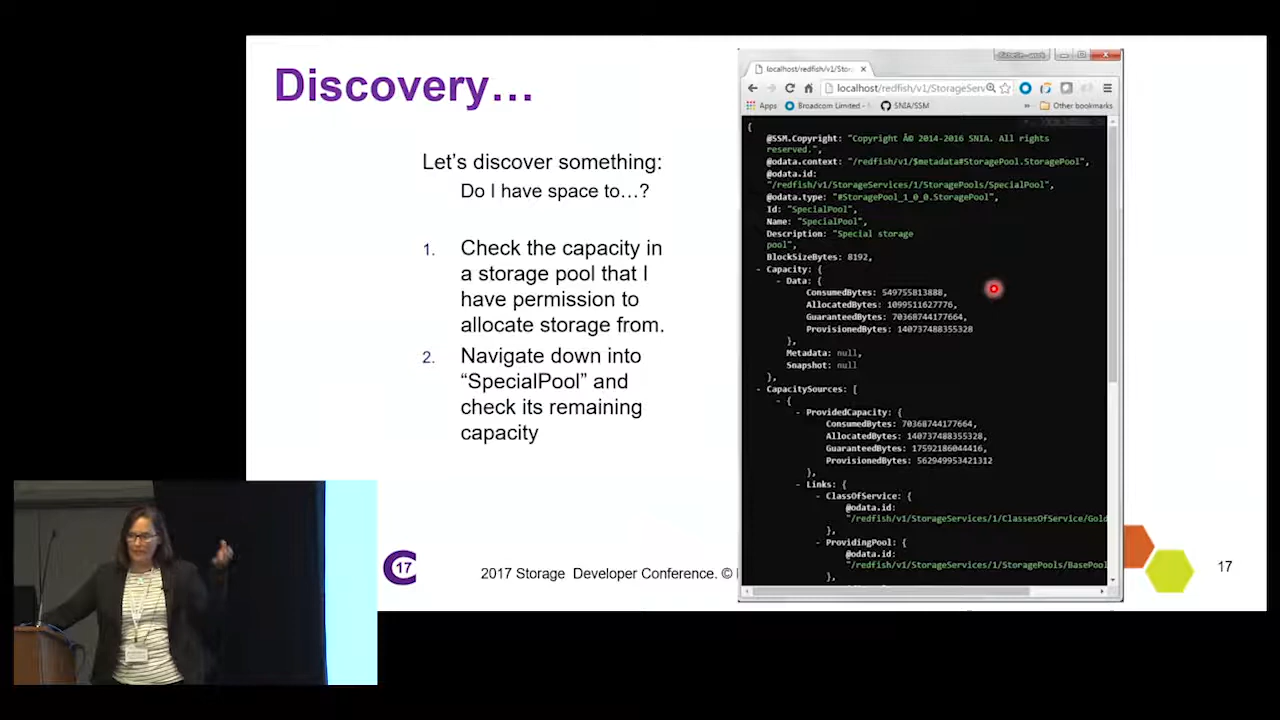 Discovery…
Let's discover something:
Do I have space to…?
1. Check the capacity in
a storage pool that I
have permission to
allocate storage from.
2. Navigate down into
“SpecialPool” and
check its remaining
capacity
localhost/redfish/v1/Stor
localhost/redfish/v1/StorageServ
Apps Broadcom Limited - SNIA/SSM » Other bookmarks
{
@SSM.Copyright: "Copyright Â© 2014-2016 SNIA. All rights
reserved.",
@odata.context: "/redfish/v1/$metadata#StoragePool.StoragePool",
@odata.id:
"/redfish/v1/StorageServices/1/StoragePools/SpecialPool",
@odata.type: "#StoragePool_1_0_0.StoragePool",
Id: "SpecialPool",
Name: "SpecialPool",
Description: "Special storage
pool",
BlockSizeBytes: 8192,
- Capacity: {
- Data: {
ConsumedBytes: 549755813888,
AllocatedBytes: 1099511627776,
GuaranteedBytes: 70368744177664,
ProvisionedBytes: 140737488355328
},
Metadata: null,
Snapshot: null
},
- CapacitySources: [
- {
- ProvidedCapacity: {
ConsumedBytes: 70368744177664,
AllocatedBytes: 140737488355328,
GuaranteedBytes: 17592186044416,
ProvisionedBytes: 562949953421312
},
- Links: {
- ClassOfService: {
@odata.id:
"/redfish/v1/StorageServices/1/ClassesOfService/Gold
},
- ProvidingPool: {
@odata.id:
"/redfish/v1/StorageServices/1/StoragePools/BasePool
},
17
2017 Storage Developer Conference. ©
17